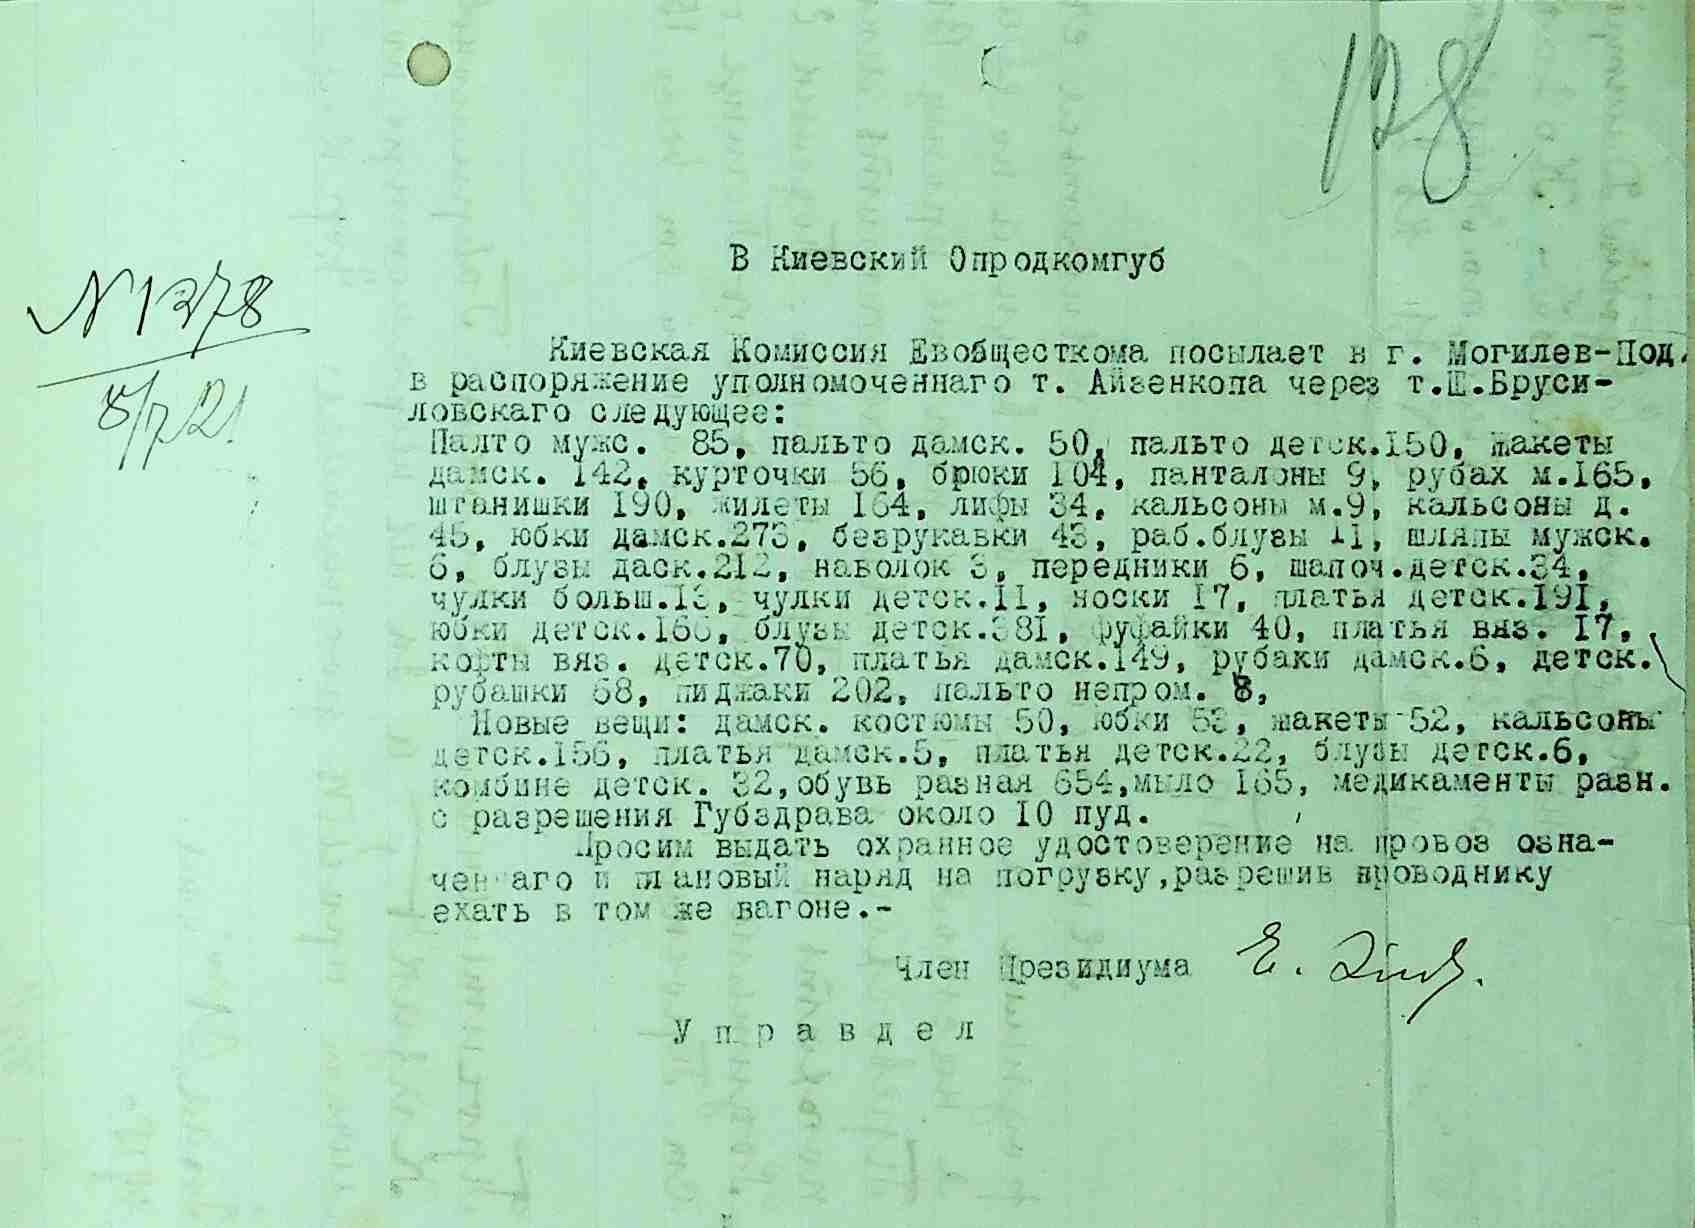 128
N 1378
5/7 21
В Киевский Опродкомгуб
Киевская Комиссия Евобщесткома посылает в г. Могилев-Под.
в распоряжение уполномоченнаго т. Айзенкопа через т.Ш.Бруси-
ловскаго следующее:
Палто мужс. 85, пальто дамск. 50, пальто детск.150, жакеты
дамск. 142, курточки 56, брюки 104, панталоны 9, рубах м.165,
штанишки 190, жилеты 164, лифы 34, кальсоны м.9, кальсоны д.
45, юбки дамск.273, безрукавки 43, раб.блузы 11, шляпы мужск.
6, блузы даск.212, наволок 3, передники 6, шапоч.детск.34,
чулки больш.13, чулки детск.11, носки 17, платья детск.191,
юбки детск.166, блузы детск.381, фуфайки 40, платья вяз. 17,
кофты вяз. детск.70, платья дамск.149, рубаки дамск.6, детск.
рубашки 68, пиджаки 202, пальто непром. 8,
Новые вещи: дамск. костюмы 50, юбки 53, жакеты 52, кальсоны
детск.156, платья дамск.5, платья детск.22, блузы детск.6,
комбине детск. 32,обувь разная 654,мыло 165, медикаменты разн.
с разрешения Губздрава около 10 пуд.
Просим выдать охранное удостоверение на провоз озна-
ченнаго и плановый наряд на погрузку,разрешив проводнику
ехать в том же вагоне.-
Член Президиума Е.
Управдел